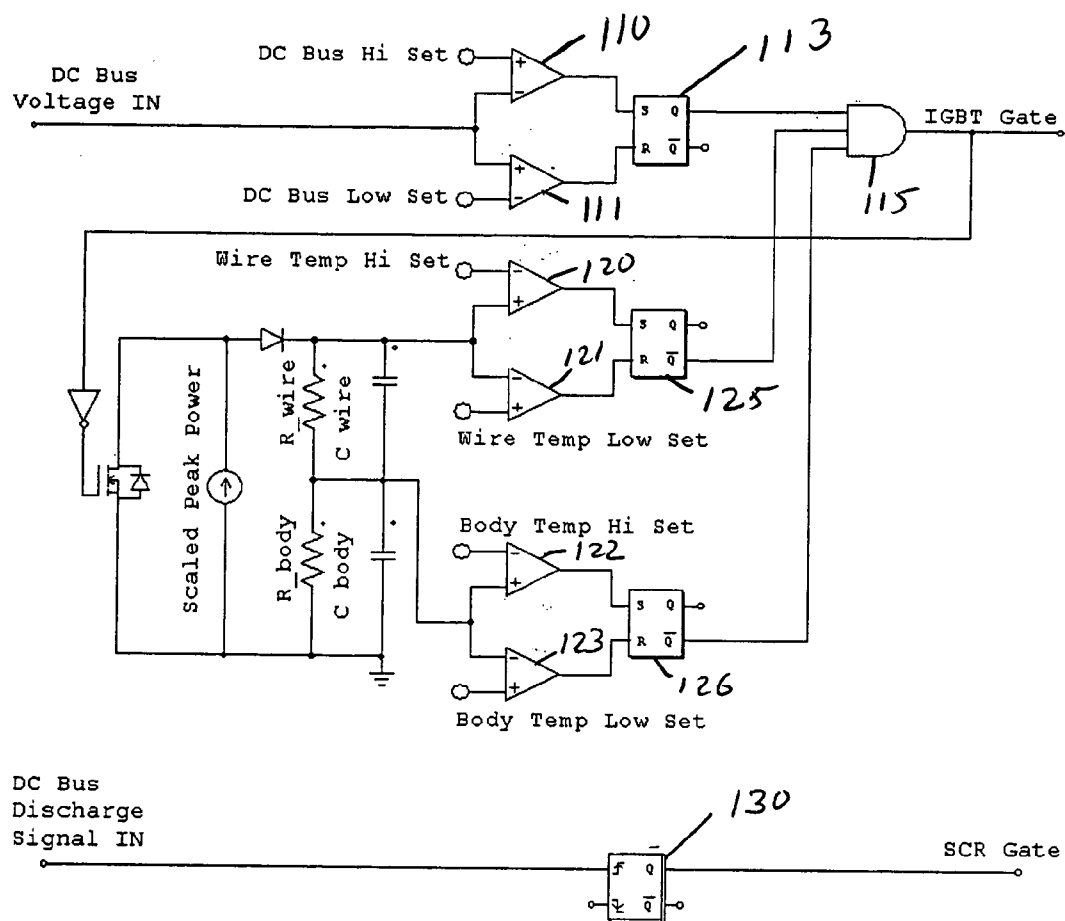 110
DC Bus Hi Set
113
DC Bus
Voltage IN
S Q
IGBT Gate
R Q
DC Bus Low Set
111
115
Wire Temp Hi Set
120
S Q
R_wire
C wire
121
R Q
125
Wire Temp Low Set
Scaled Peak Power
Body Temp Hi Set
122
R_body
C body
S Q
123
R Q
126
Body Temp Low Set
DC Bus
Discharge
Signal IN
130
SCR Gate
Q
Q